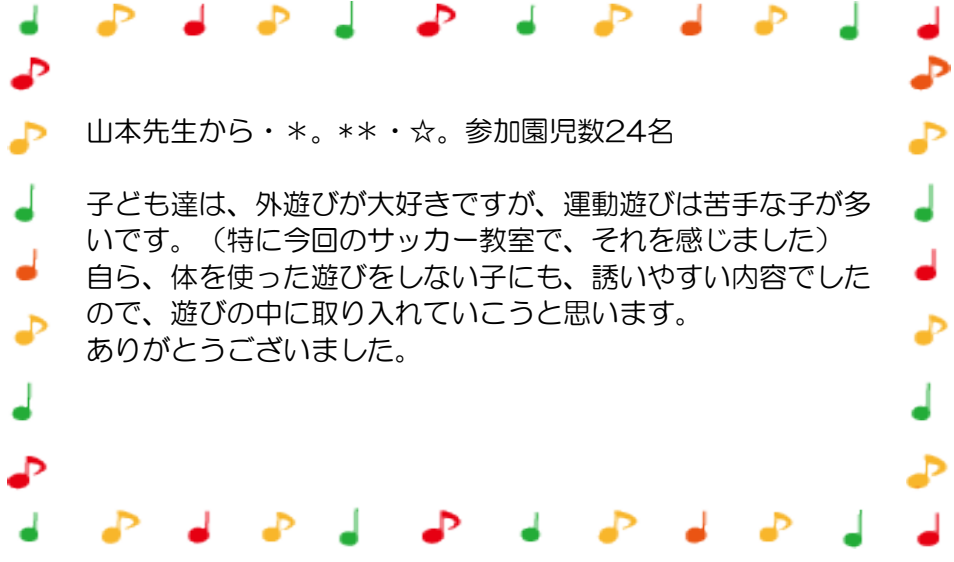 山本先生から・＊。＊＊・☆。参加園児数24名
子ども達は、外遊びが大好きですが、運動遊びは苦手な子が多
いです。（特に今回のサッカー教室で、それを感じました）
自ら、体を使った遊びをしない子にも、誘いやすい内容でした
ので、遊びの中に取り入れていこうと思います。
ありがとうございました。